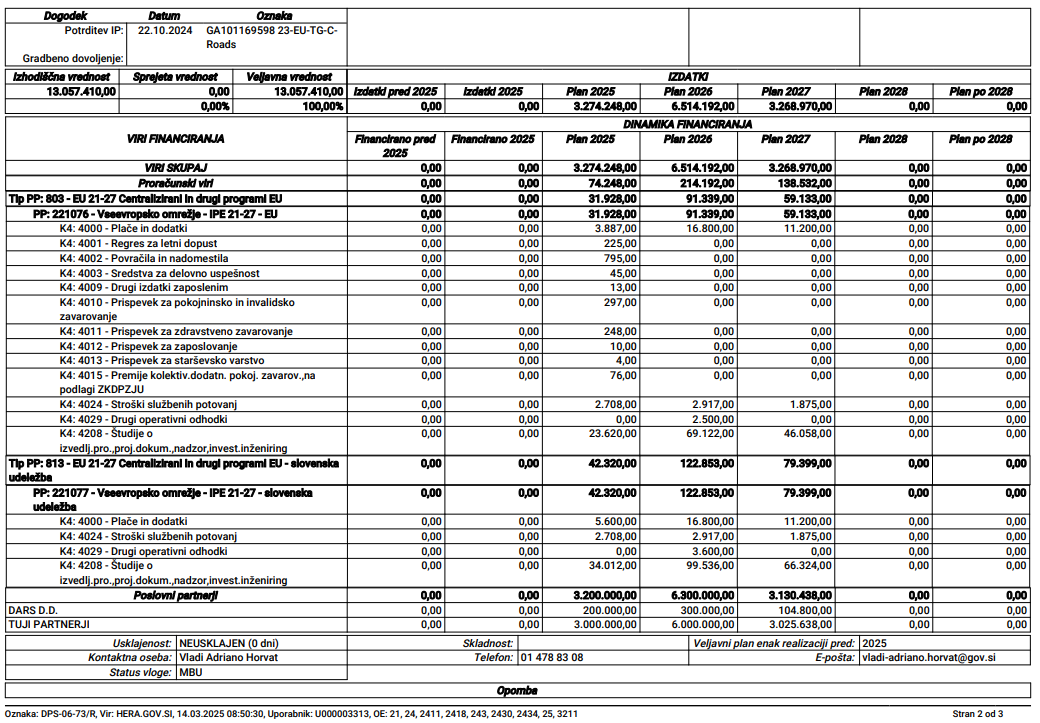 Dogodek Datum Oznaka
Potrditev IP: 22.10.2024 GA101169598 23-EU-TG-C-
Roads
Gradbeno dovoljenje:
Izhodiščna vrednost Sprejeta vrednost Veljavna vrednost IZDATKI
13.057.410,00 0,00 13.057.410,00 Izdatki pred 2025 Izdatki 2025 Plan 2025 Plan 2026 Plan 2027 Plan 2028 Plan po 2028
0,00% 100,00% 0,00 0,00 3.274.248,00 6.514.192,00 3.268.970,00 0,00 0,00
VIRI FINANCIRANJA DINAMIKA FINANCIRANJA
Financirano pred Financirano 2025 Plan 2025 Plan 2026 Plan 2027 Plan 2028 Plan po 2028
2025
VIRI SKUPAJ 0,00 0,00 3.274.248,00 6.514.192,00 3.268.970,00 0,00 0,00
Proračunski viri 0,00 0,00 74.248,00 214.192,00 138.532,00 0,00 0,00
Tip PP: 803 - EU 21-27 Centralizirani in drugi programi EU 0,00 0,00 31.928,00 91.339,00 59.133,00 0,00 0,00
PP: 221076 - Vseevropsko omrežje - IPE 21-27 - EU 0,00 0,00 31.928,00 91.339,00 59.133,00 0,00 0,00
K4: 4000 - Plače in dodatki 0,00 0,00 3.887,00 16.800,00 11.200,00 0,00 0,00
K4: 4001 - Regres za letni dopust 0,00 0,00 225,00 0,00 0,00 0,00 0,00
K4: 4002 - Povračila in nadomestila 0,00 0,00 795,00 0,00 0,00 0,00 0,00
K4: 4003 - Sredstva za delovno uspešnost 0,00 0,00 45,00 0,00 0,00 0,00 0,00
K4: 4009 - Drugi izdatki zaposlenim 0,00 0,00 13,00 0,00 0,00 0,00 0,00
K4: 4010 - Prispevek za pokojninsko in invalidsko 0,00 0,00 297,00 0,00 0,00 0,00 0,00
zavarovanje
K4: 4011 - Prispevek za zdravstveno zavarovanje 0,00 0,00 248,00 0,00 0,00 0,00 0,00
K4: 4012 - Prispevek za zaposlovanje 0,00 0,00 10,00 0,00 0,00 0,00 0,00
K4: 4013 - Prispevek za starševsko varstvo 0,00 0,00 4,00 0,00 0,00 0,00 0,00
K4: 4015 - Premije kolektiv.dodatn. pokoj. zavarov.,na 0,00 0,00 76,00 0,00 0,00 0,00 0,00
podlagi ZKDPZJU
K4: 4024 - Stroški službenih potovanj 0,00 0,00 2.708,00 2.917,00 1.875,00 0,00 0,00
K4: 4029 - Drugi operativni odhodki 0,00 0,00 0,00 2.500,00 0,00 0,00 0,00
K4: 4208 - Študije o 0,00 0,00 23.620,00 69.122,00 46.058,00 0,00 0,00
izvedlj.pro.,proj.dokum.,nadzor,invest.inženiring
Tip PP: 813 - EU 21-27 Centralizirani in drugi programi EU - slovenska 0,00 0,00 42.320,00 122.853,00 79.399,00 0,00 0,00
udeležba
PP: 221077 - Vseevropsko omrežje - IPE 21-27 - slovenska 0,00 0,00 42.320,00 122.853,00 79.399,00 0,00 0,00
udeležba
K4: 4000 - Plače in dodatki 0,00 0,00 5.600,00 16.800,00 11.200,00 0,00 0,00
K4: 4024 - Stroški službenih potovanj 0,00 0,00 2.708,00 2.917,00 1.875,00 0,00 0,00
K4: 4029 - Drugi operativni odhodki 0,00 0,00 0,00 3.600,00 0,00 0,00 0,00
K4: 4208 - Študije o 0,00 0,00 34.012,00 99.536,00 66.324,00 0,00 0,00
izvedlj.pro.,proj.dokum.,nadzor,invest.inženiring
Poslovni partnerji 0,00 0,00 3.200.000,00 6.300.000,00 3.130.438,00 0,00 0,00
DARS D.D. 0,00 0,00 200.000,00 300.000,00 104.800,00 0,00 0,00
TUJI PARTNERJI 0,00 0,00 3.000.000,00 6.000.000,00 3.025.638,00 0,00 0,00
Usklajenost: NEUSKLAJEN (0 dni) Skladnost: Veljavni plan enak realizaciji pred: 2025
Kontaktna oseba: Vladi Adriano Horvat Telefon: 01 478 83 08 E-pošta: vladi-adriano.horvat@gov.si
Status vloge: MBU
Opomba
Oznaka: DPS-06-73/R, Vir: HERA.GOV.SI, 14.03.2025 08:50:30, Uporabnik: U000003313, OE: 21, 24, 2411, 2418, 243, 2430, 2434, 25, 3211 Stran 2 od 3